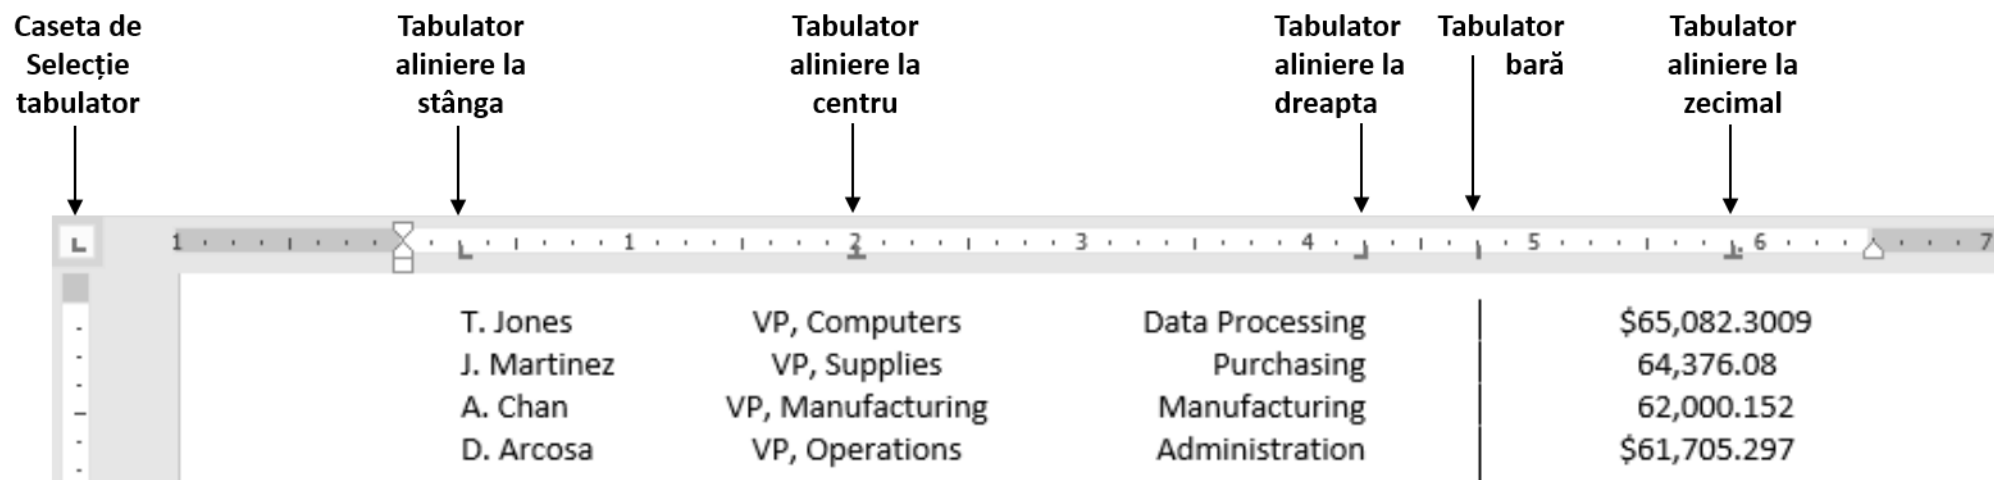 Caseta de Selecție tabulator
Tabulator aliniere la stânga
Tabulator aliniere la centru
Tabulator aliniere la dreapta
Tabulator bară
Tabulator aliniere la zecimal
1 1 2 3 4 5 6 7
T. Jones VP, Computers Data Processing $65,082.3009
J. Martinez VP, Supplies Purchasing 64,376.08
A. Chan VP, Manufacturing Manufacturing 62,000.152
D. Arcosa VP, Operations Administration $61,705.297